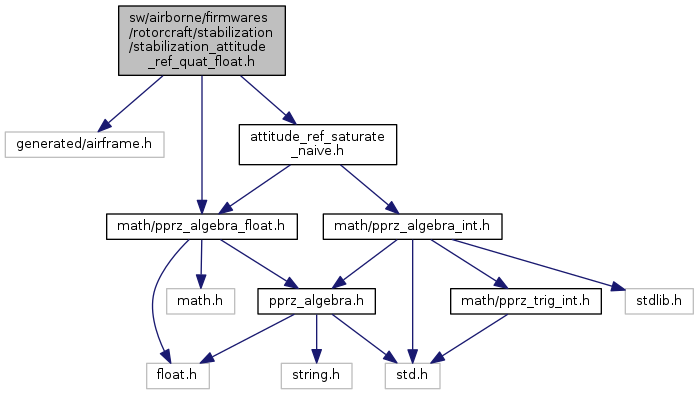 sw/airborne/firmwares
/rotorcraft/stabilization
/stabilization_attitude
_ref_quat_float.h
generated/airframe.h
attitude_ref_saturate
_naive.h
math/pprz_algebra_float.h
math/pprz_algebra_int.h
math.h
pprz_algebra.h
math/pprz_trig_int.h
stdlib.h
float.h
string.h
std.h